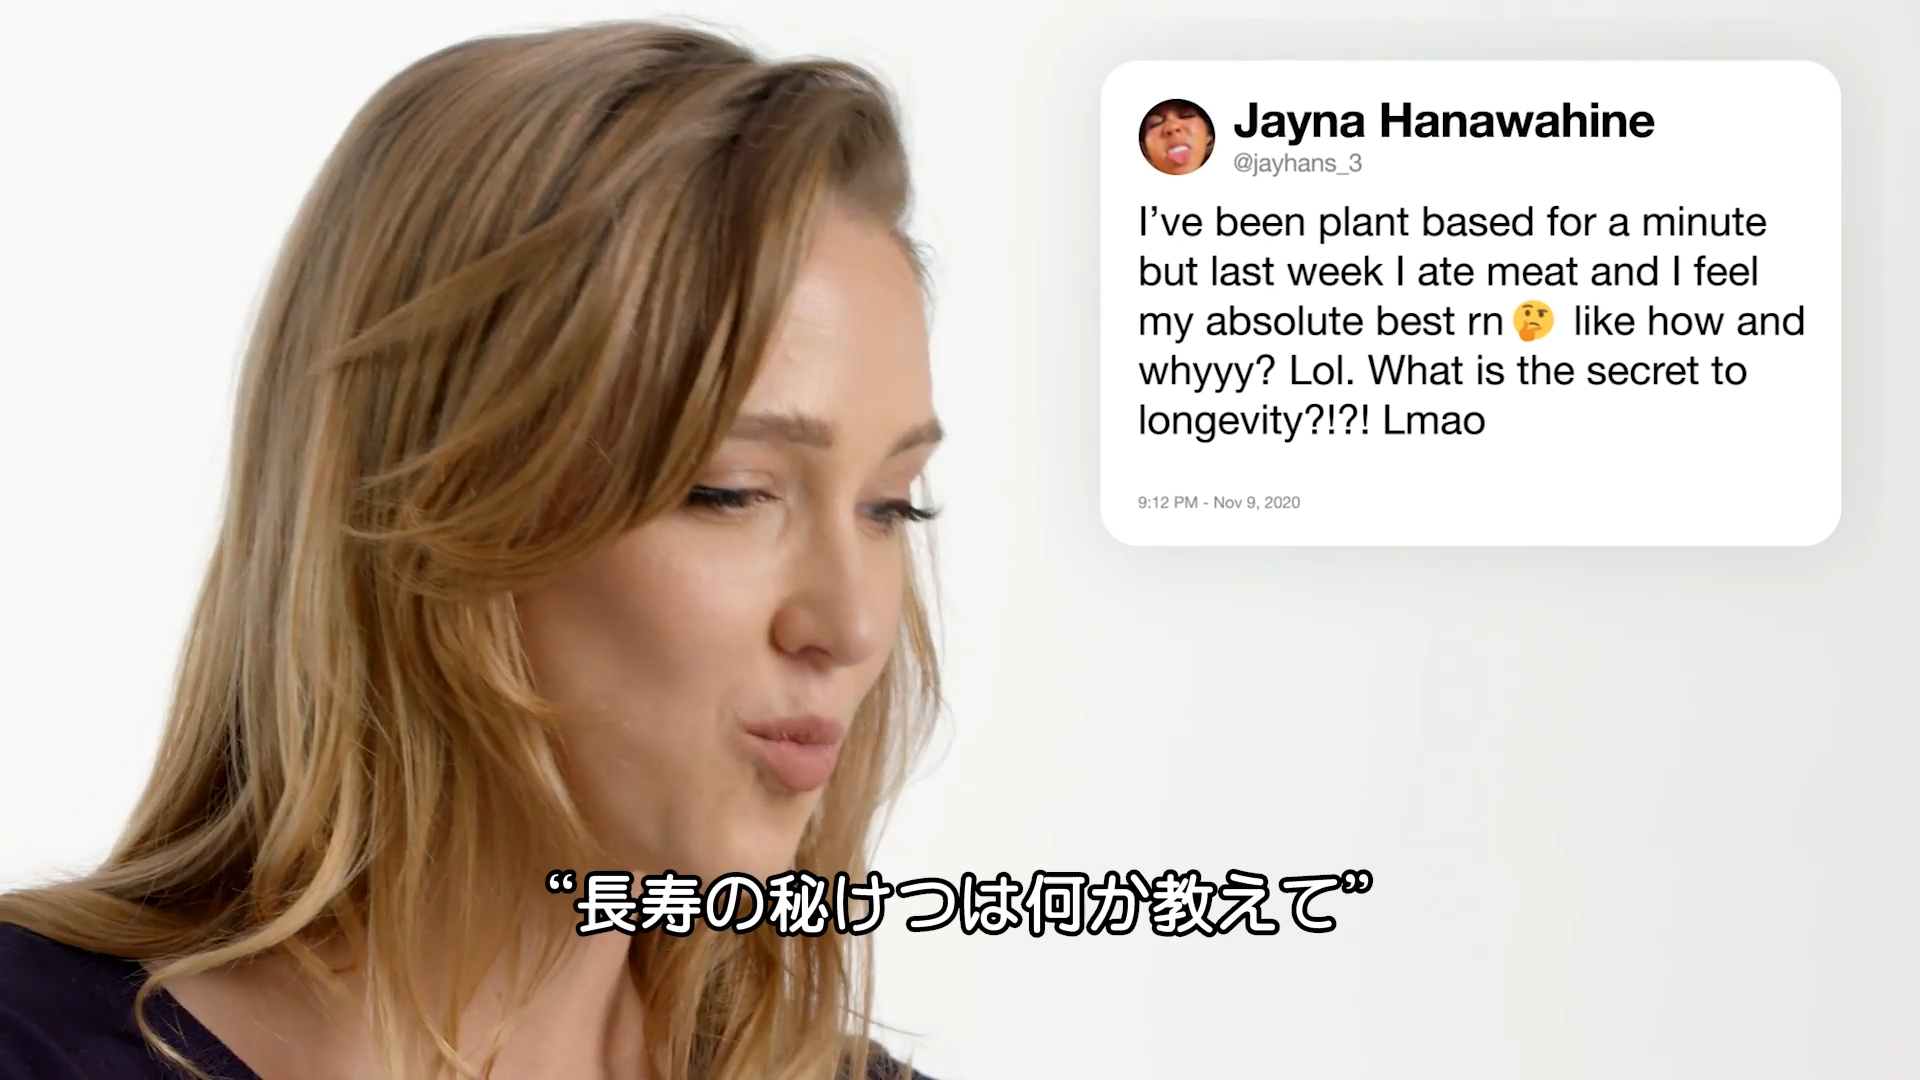 Jayna Hanawahine
@jayhans_3
I’ve been plant based for a minute
but last week I ate meat and I feel
my absolute best rn🤔 like how and
whyyy? Lol. What is the secret to
longevity?!?! Lmao
9:12 PM - Nov 9, 2020
“長寿の秘けつは何か教えて”